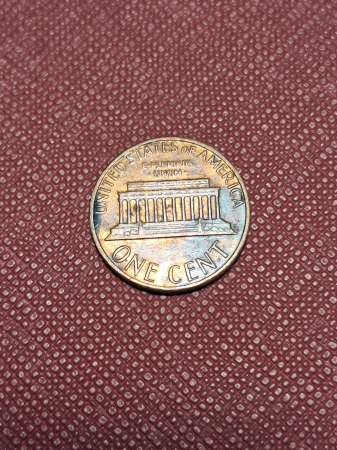 UNITED STATES OF AMERICA
E·PLURIBUS
·UNUM·
ONE CENT